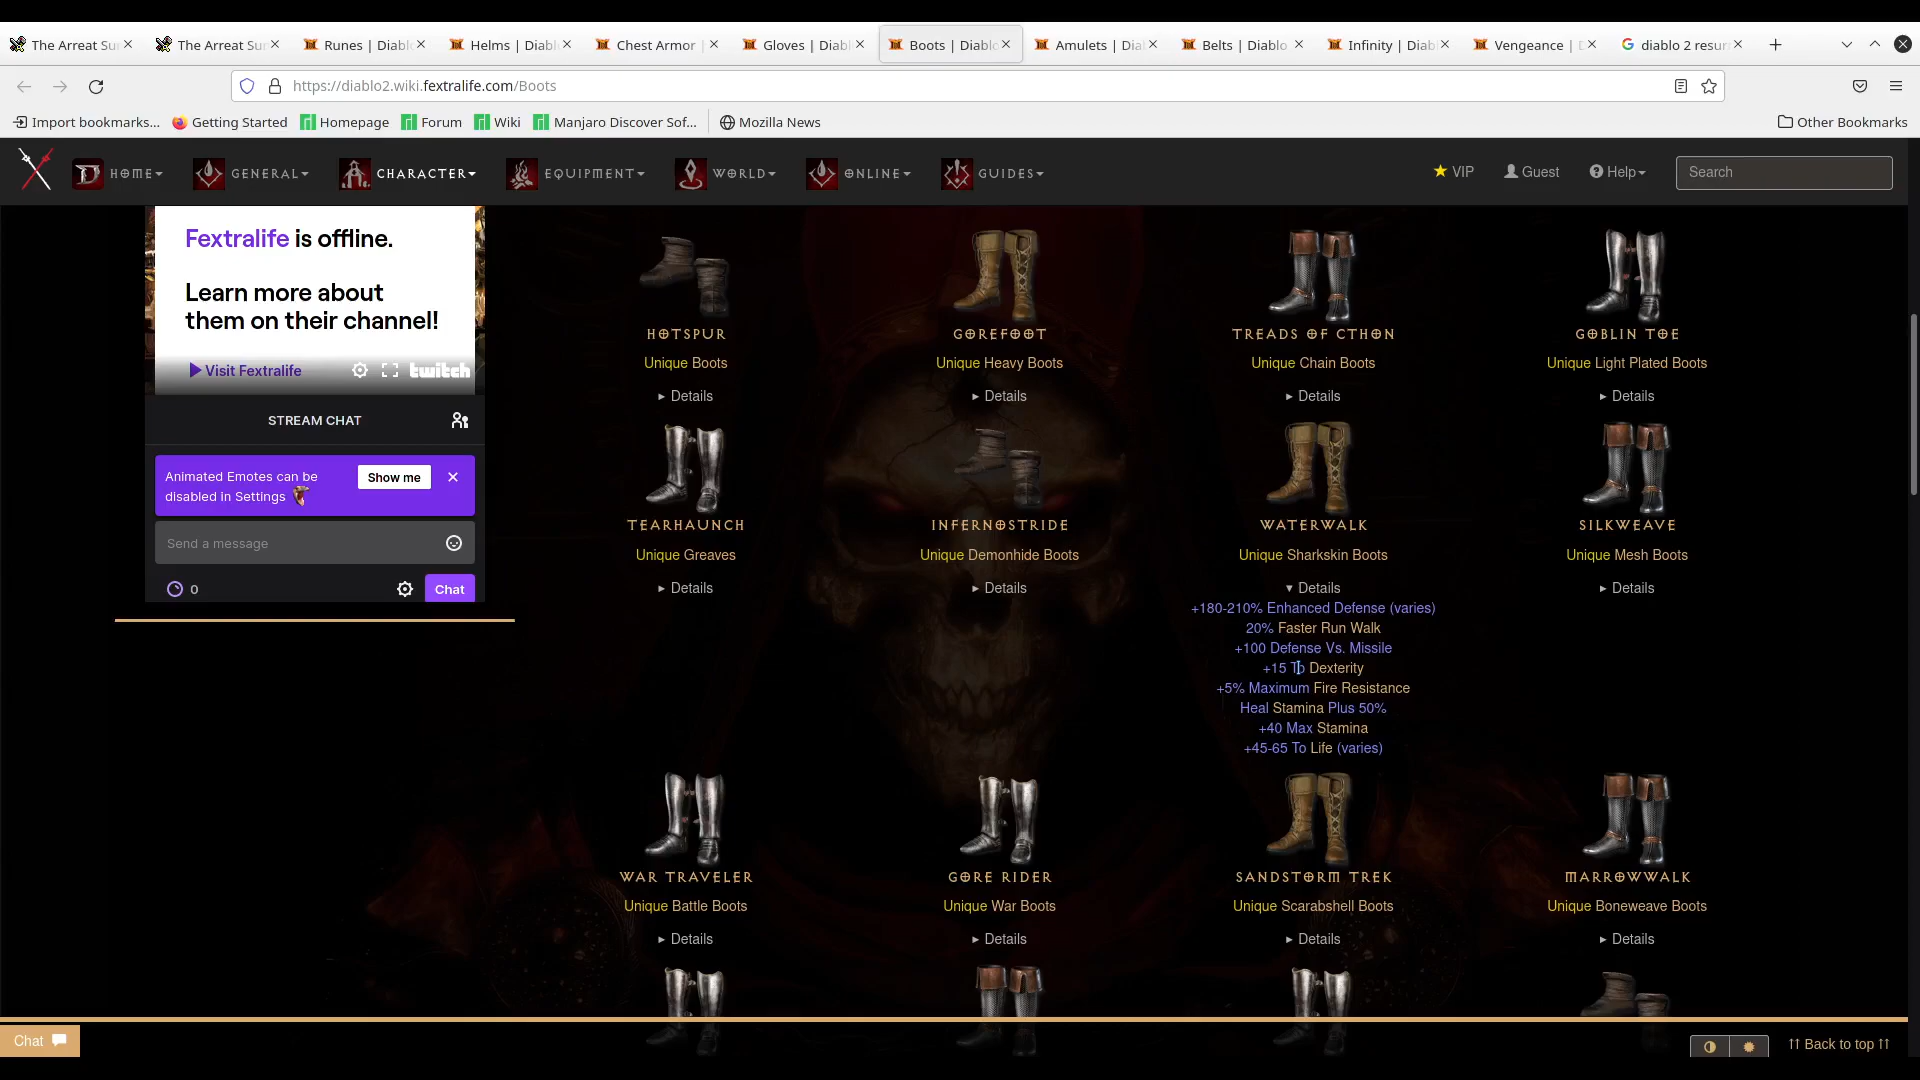 The Arreat Su
The Arreat Su
Runes | Diabl
Helms | Diabl
Chest Armor |
Gloves | Diabl
Boots | Diablo
Amulets | Dia
Belts | Diablo
Infinity | Diab
Vengeance | D
diablo 2 resur
https://diablo2.wiki.fextralife.com/Boots
Import bookmarks...
Getting Started
Homepage
Forum
Wiki
Manjaro Discover Sof...
Mozilla News
Other Bookmarks
HOME
GENERAL
CHARACTER
EQUIPMENT
WORLD
ONLINE
GUIDES
VIP
Guest
Help
Search
Fextralife is offline.
Learn more about
them on their channel!
Visit Fextralife
twitch
STREAM CHAT
Animated Emotes can be
disabled in Settings
Show me
Send a message
0
Chat
HOTSPUR
Unique Boots
Details
GOREFOOT
Unique Heavy Boots
Details
TREADS OF CTHON
Unique Chain Boots
Details
GOBLIN TOE
Unique Light Plated Boots
Details
TEARHAUNCH
Unique Greaves
Details
INFERNOSTRIDE
Unique Demonhide Boots
Details
WATERWALK
Unique Sharkskin Boots
Details
+180-210% Enhanced Defense (varies)
20% Faster Run Walk
+100 Defense Vs. Missile
+15 To Dexterity
+5% Maximum Fire Resistance
Heal Stamina Plus 50%
+40 Max Stamina
+45-65 To Life (varies)
SILKWEAVE
Unique Mesh Boots
Details
WAR TRAVELER
Unique Battle Boots
Details
GORE RIDER
Unique War Boots
Details
SANDSTORM TREK
Unique Scarabshell Boots
Details
MARROWWALK
Unique Boneweave Boots
Details
Chat
Back to top